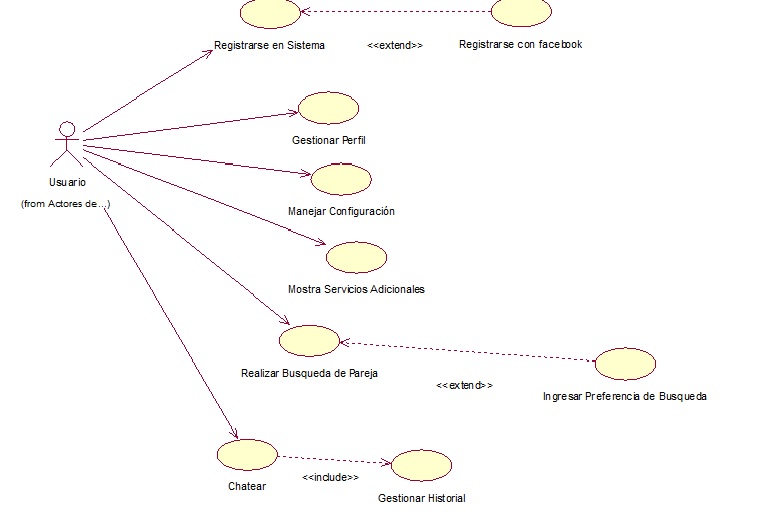 Registrarse en Sistema
<<extend>>
Registrarse con facebook
Gestionar Perfil
Usuario
(from Actores de...)
Manejar Configuración
Mostra Servicios Adicionales
Realizar Busqueda de Pareja
<<extend>>
Ingresar Preferencia de Busqueda
Chatear
<<include>>
Gestionar Historial